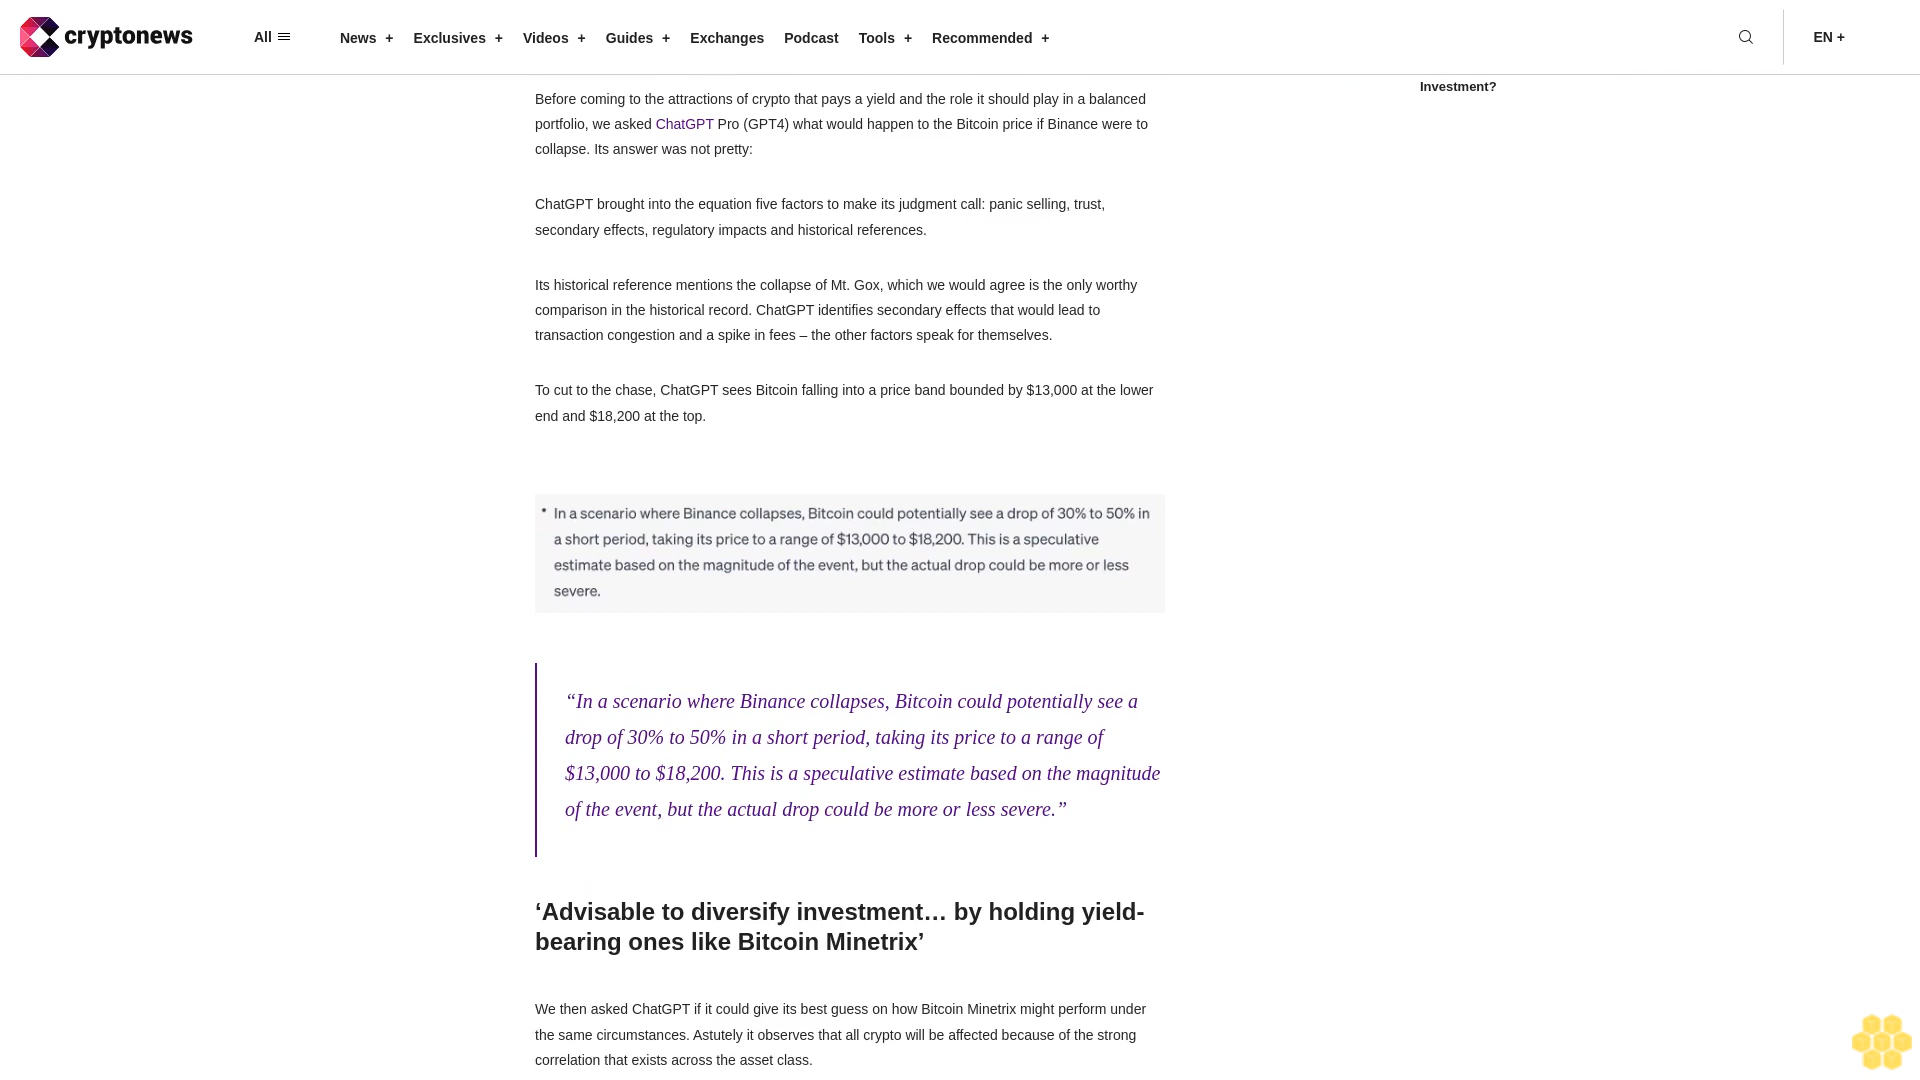 cryptonews
All
News +
Exclusives +
Videos +
Guides +
Exchanges
Podcast
Tools +
Recommended +
EN +
Investment?
Before coming to the attractions of crypto that pays a yield and the role it should play in a balanced
portfolio, we asked ChatGPT Pro (GPT4) what would happen to the Bitcoin price if Binance were to
collapse. Its answer was not pretty:
ChatGPT brought into the equation five factors to make its judgment call: panic selling, trust,
secondary effects, regulatory impacts and historical references.
Its historical reference mentions the collapse of Mt. Gox, which we would agree is the only worthy
comparison in the historical record. ChatGPT identifies secondary effects that would lead to
transaction congestion and a spike in fees – the other factors speak for themselves.
To cut to the chase, ChatGPT sees Bitcoin falling into a price band bounded by $13,000 at the lower
end and $18,200 at the top.
• In a scenario where Binance collapses, Bitcoin could potentially see a drop of 30% to 50% in
a short period, taking its price to a range of $13,000 to $18,200. This is a speculative
estimate based on the magnitude of the event, but the actual drop could be more or less
severe.
“In a scenario where Binance collapses, Bitcoin could potentially see a
drop of 30% to 50% in a short period, taking its price to a range of
$13,000 to $18,200. This is a speculative estimate based on the magnitude
of the event, but the actual drop could be more or less severe.”
‘Advisable to diversify investment… by holding yield-
bearing ones like Bitcoin Minetrix’
We then asked ChatGPT if it could give its best guess on how Bitcoin Minetrix might perform under
the same circumstances. Astutely it observes that all crypto will be affected because of the strong
correlation that exists across the asset class.